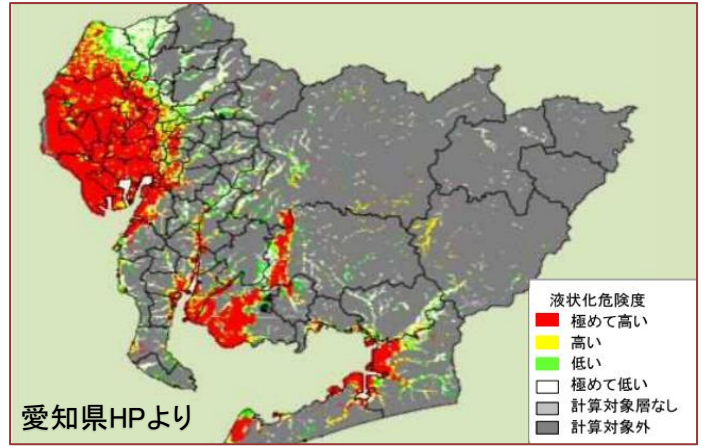 液状化危険度
極めて高い
高い
低い
極めて低い
計算対象層なし
計算対象外
愛知県HPより